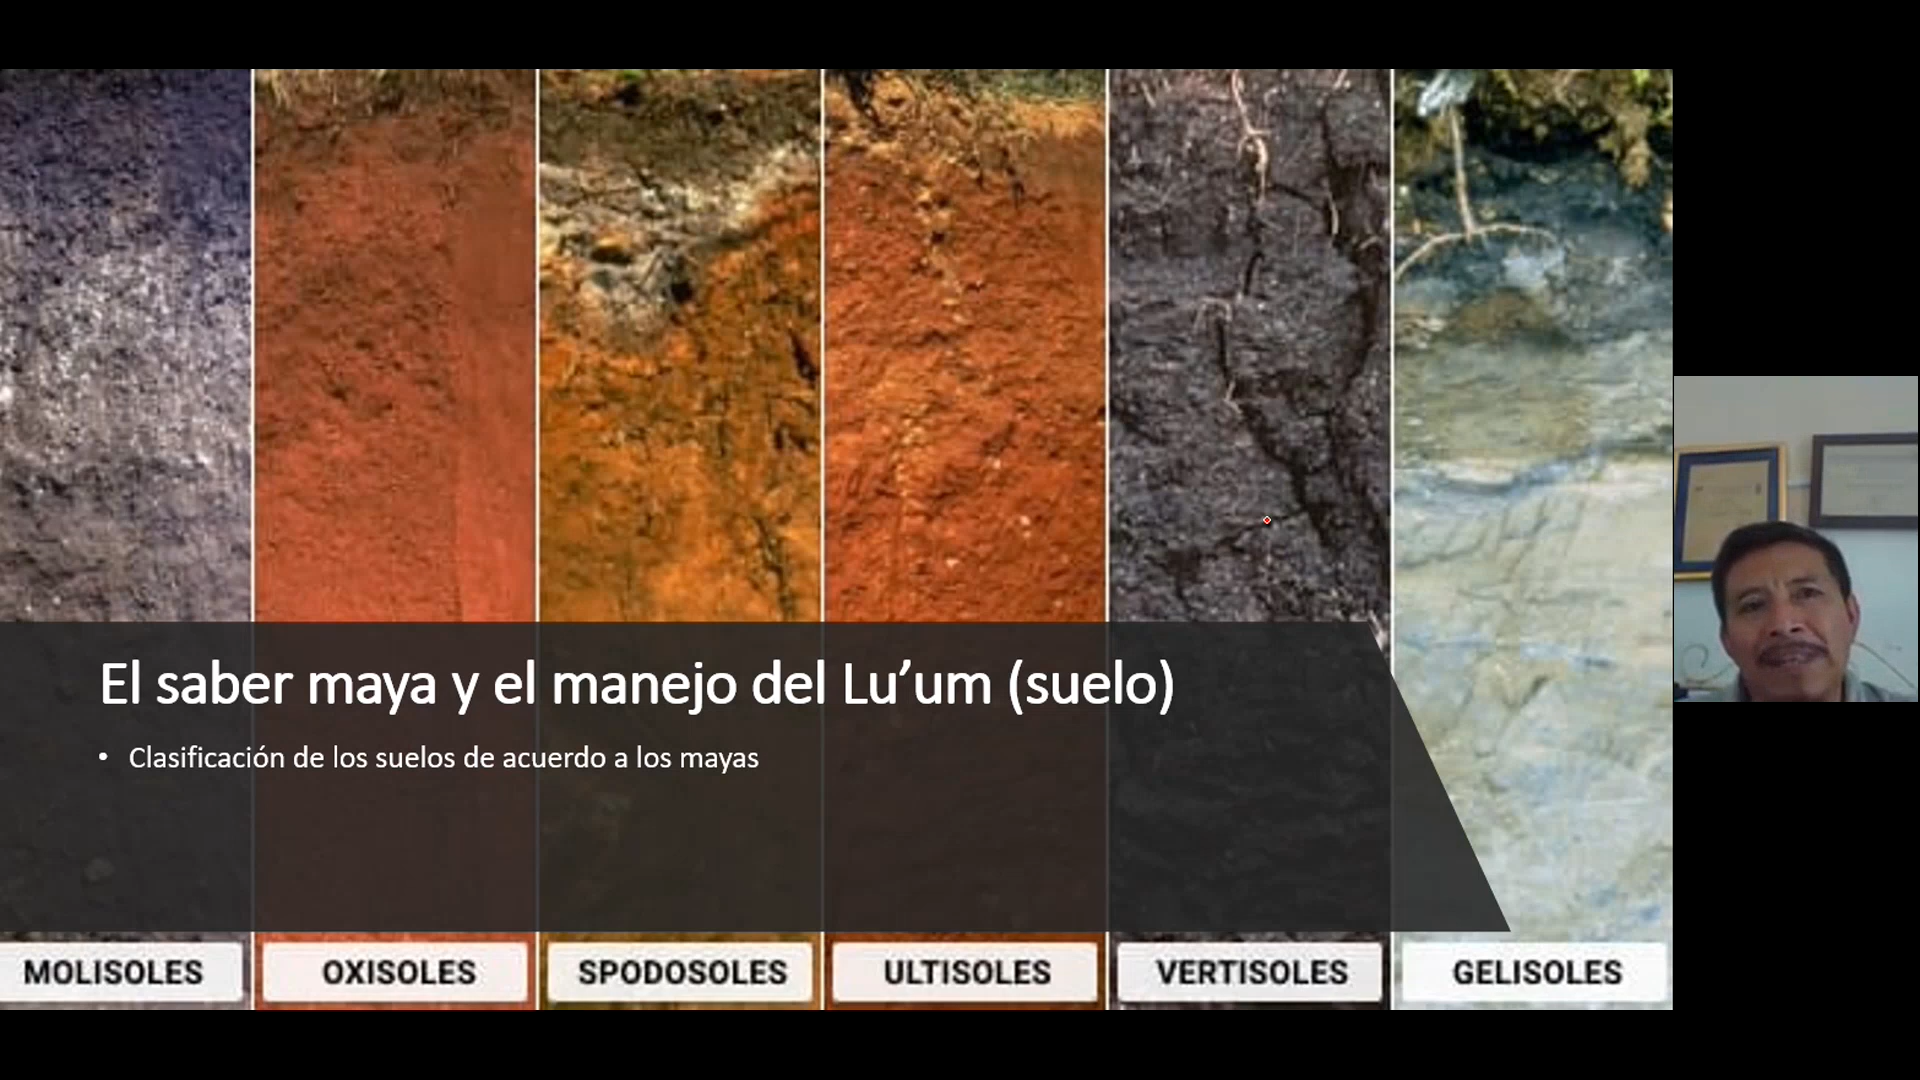 El saber maya y el manejo del Lu’um (suelo)
• Clasificación de los suelos de acuerdo a los mayas
MOLISOLES
OXISOLES
SPODOSOLES
ULTISOLES
VERTISOLES
GELISOLES